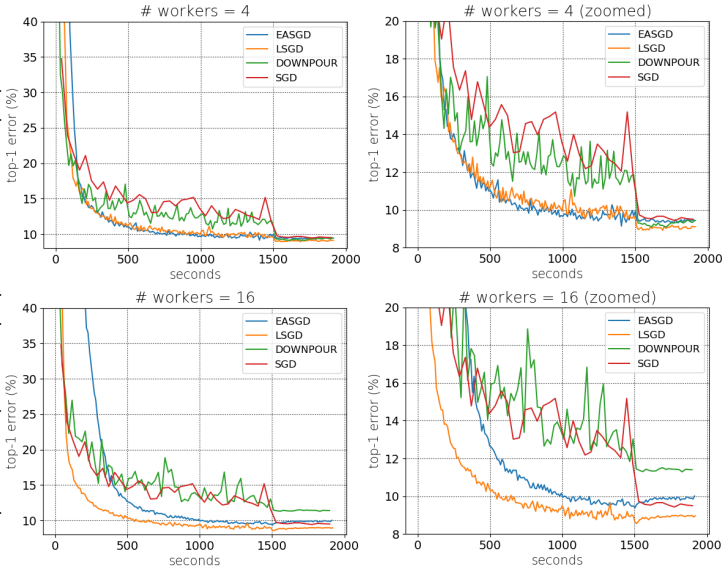 # workers = 4
40
35
30
25
20
15
10
top-1 error (%)
0
500
1000
1500
2000
seconds
EASGD
LSGD
DOWNPOUR
SGD
# workers = 4 (zoomed)
20
18
16
14
12
10
8
top-1 error (%)
0
500
1000
1500
2000
seconds
EASGD
LSGD
DOWNPOUR
SGD
# workers = 16
40
35
30
25
20
15
10
top-1 error (%)
0
500
1000
1500
2000
seconds
EASGD
LSGD
DOWNPOUR
SGD
# workers = 16 (zoomed)
20
18
16
14
12
10
8
top-1 error (%)
0
500
1000
1500
2000
seconds
EASGD
LSGD
DOWNPOUR
SGD